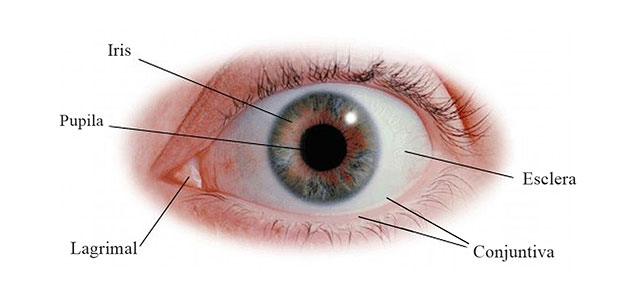 Iris
Pupila
Esclera
Lagrimal
Conjuntiva